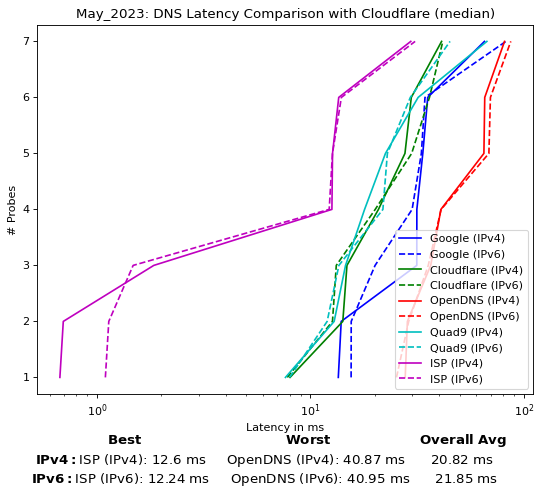 May_2023: DNS Latency Comparison with Cloudflare (median)
7
6
5
4
3
2
1
# Probes
Google (IPv4)
Google (IPv6)
Cloudflare (IPv4)
Cloudflare (IPv6)
OpenDNS (IPv4)
OpenDNS (IPv6)
Quad9 (IPv4)
Quad9 (IPv6)
ISP (IPv4)
ISP (IPv6)
10⁰ 10¹ 10²
Latency in ms
Best Worst Overall Avg
IPv4: ISP (IPv4): 12.6 ms OpenDNS (IPv4): 40.87 ms 20.82 ms
IPv6: ISP (IPv6): 12.24 ms OpenDNS (IPv6): 40.95 ms 21.85 ms